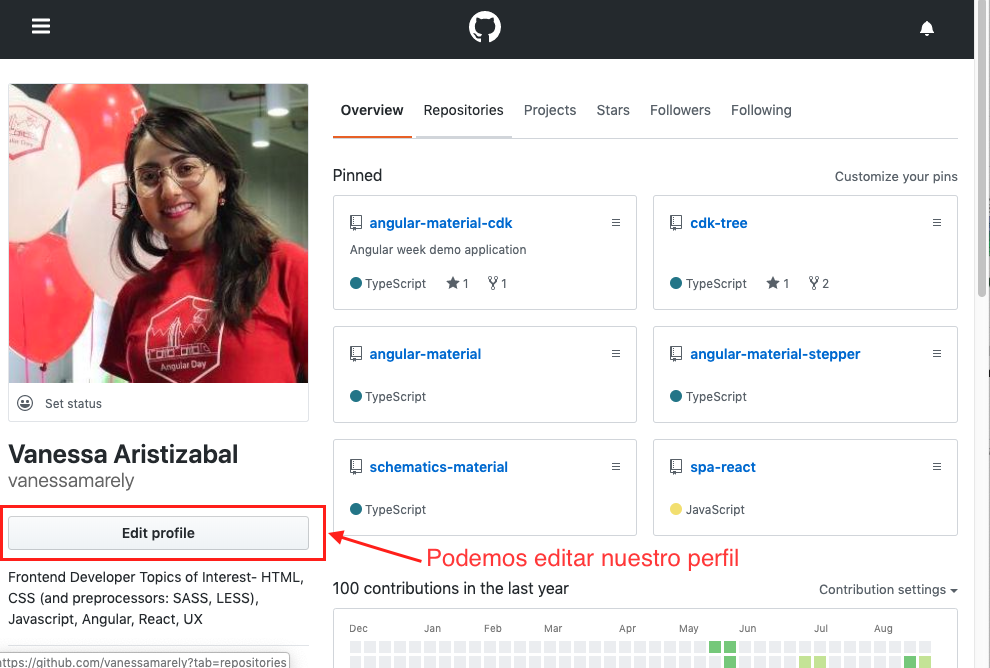 Overview Repositories Projects Stars Followers Following
Pinned
Customize your pins
angular-material-cdk
Angular week demo application
TypeScript 1 1
cdk-tree
TypeScript 1 2
angular-material
TypeScript
angular-material-stepper
TypeScript
schematics-material
TypeScript
spa-react
JavaScript
Angular Day
Set status
Vanessa Aristizabal
vanessamarely
Edit profile
Podemos editar nuestro perfil
Frontend Developer Topics of Interest- HTML,
CSS (and preprocessors: SASS, LESS),
Javascript, Angular, React, UX
100 contributions in the last year
Contribution settings
Dec Jan Feb Mar Apr May Jun Jul Aug
https://github.com/vanessamarely?tab=repositories